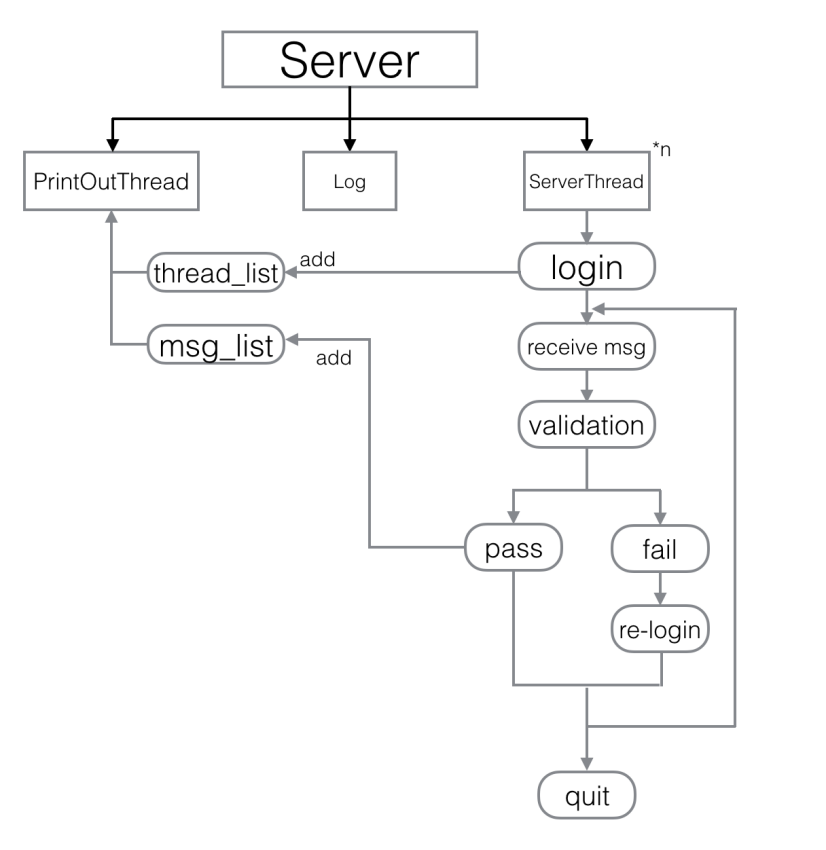 Server
PrintOutThread
Log
ServerThread
*n
thread_list
add
login
msg_list
add
receive msg
validation
pass
fail
re-login
quit